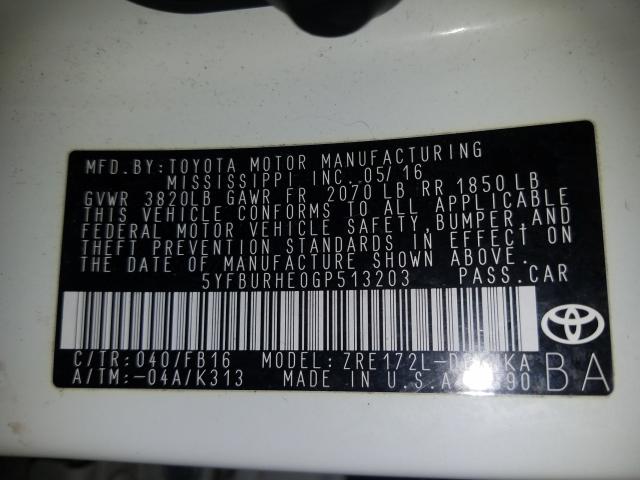 MFD. BY: TOYOTA MOTOR MANUFACTURING
MISSISSIPPI INC. 05/16
GVWR 3820LB GAWR FR 2070 LB RR 1850 LB
THIS VEHICLE CONFORMS TO ALL APPLICABLE
FEDERAL MOTOR VEHICLE SAFETY, BUMPER, AND
THEFT PREVENTION STANDARDS IN EFFECT ON
THE DATE OF MANUFACTURE SHOWN ABOVE.
5YFBURHE0GP513203 PASS. CAR
C/TR: 040/FB16 MODEL:
A/TM: -04A/K313 MADE IN U.S.A. BA